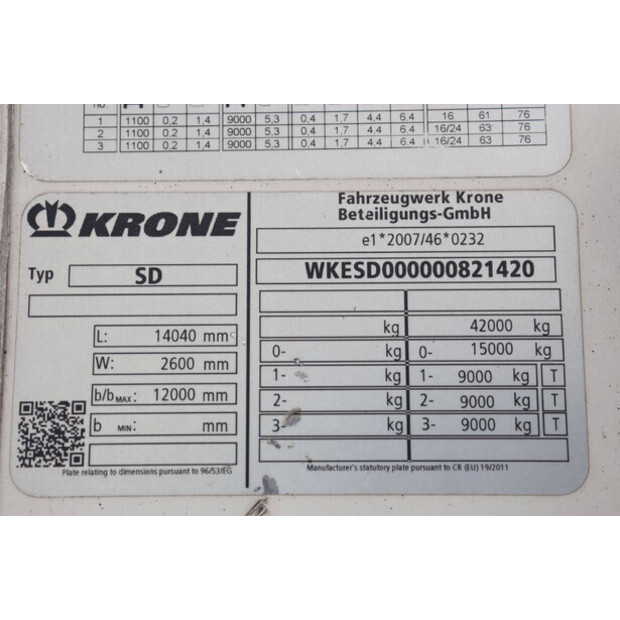 no.
1 1100 0,2 1,4 9000 5,3 0,4 1,7 4,4 6.4 16 61 76
2 1100 0,2 1,4 9000 5,3 0,4 1,7 4,4 6.4 16/24 63 76
3 1100 0,2 1,4 9000 5,3 0,4 1,7 4,4 6.4 16/24 63 76
KRONE
Typ SD
L: 14040 mm
W: 2600 mm
b/b MAX: 12000 mm
b MIN: mm
Plate relating to dimensions pursuant to 96/53/EG
Fahrzeugwerk Krone
Beteiligungs-GmbH
e1*2007/46*0232
WKESD000000821420
kg 42000 kg
0- kg 0- 15000 kg
1- kg 1- 9000 kg T
2- kg 2- 9000 kg T
3- kg 3- 9000 kg T
Manufacturer's statutory plate pursuant to CR (EU) 19/2011